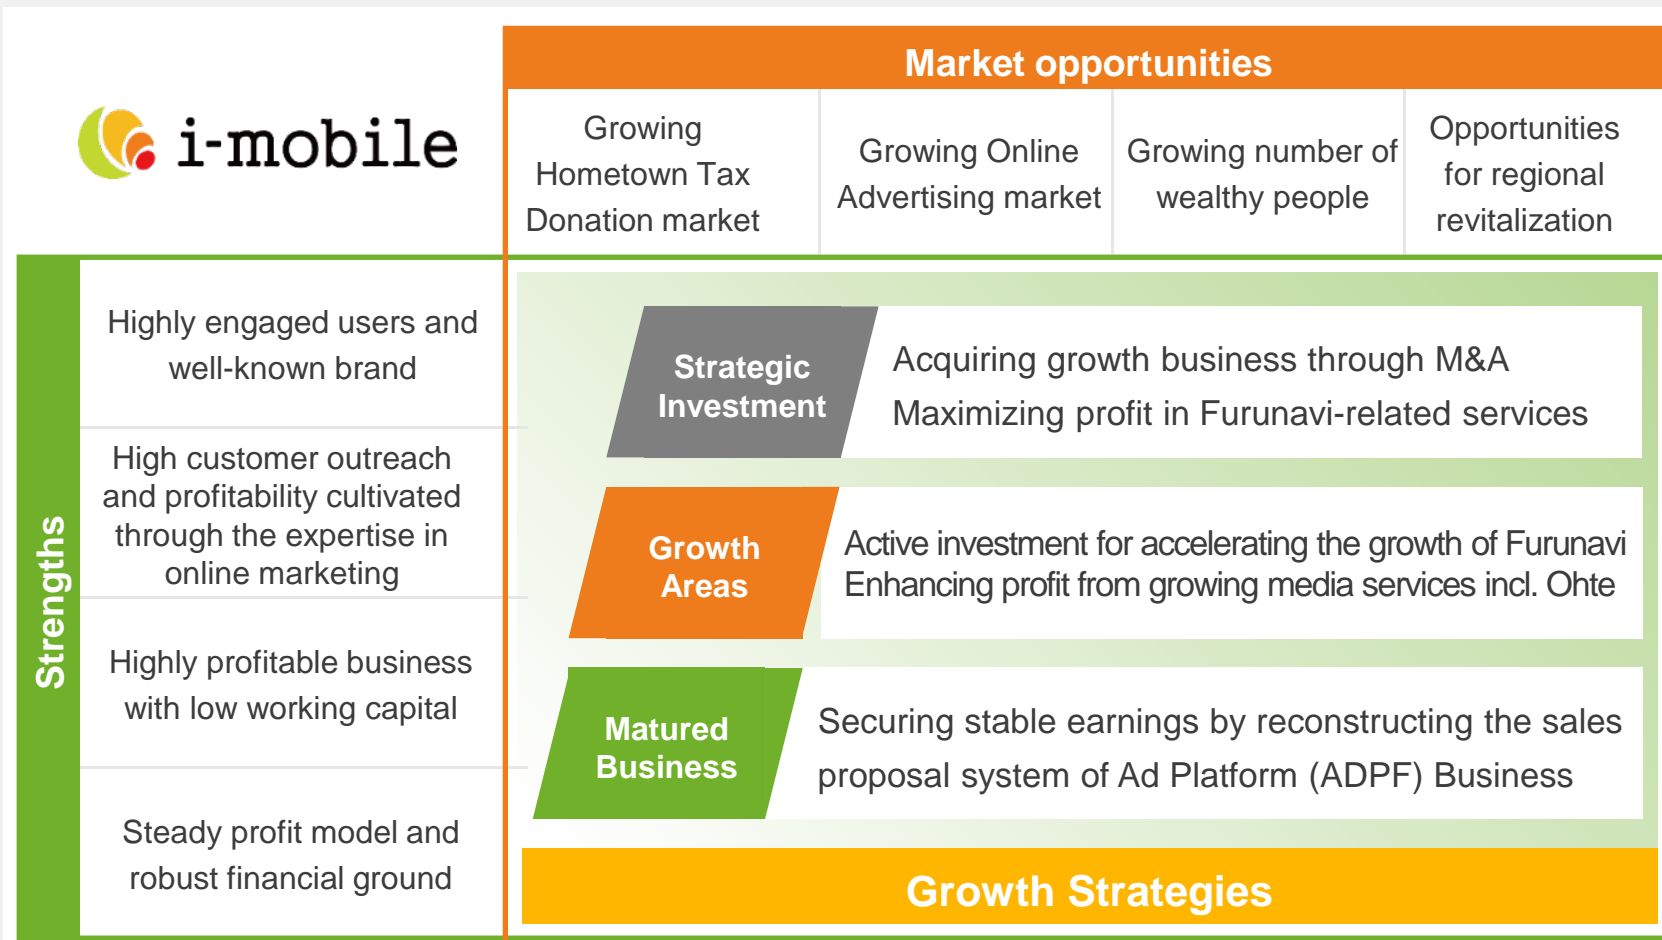 i-mobile
Market opportunities
Growing
Hometown Tax
Donation market
Growing Online
Advertising market
Growing number of
wealthy people
Opportunities
for regional
revitalization
Strengths
Highly engaged users and
well-known brand
High customer outreach
and profitability cultivated
through the expertise in
online marketing
Highly profitable business
with low working capital
Steady profit model and
robust financial ground
Strategic
Investment
Acquiring growth business through M&A
Maximizing profit in Furunavi-related services
Growth
Areas
Active investment for accelerating the growth of Furunavi
Enhancing profit from growing media services incl. Ohte
Matured
Business
Securing stable earnings by reconstructing the sales
proposal system of Ad Platform (ADPF) Business
Growth Strategies